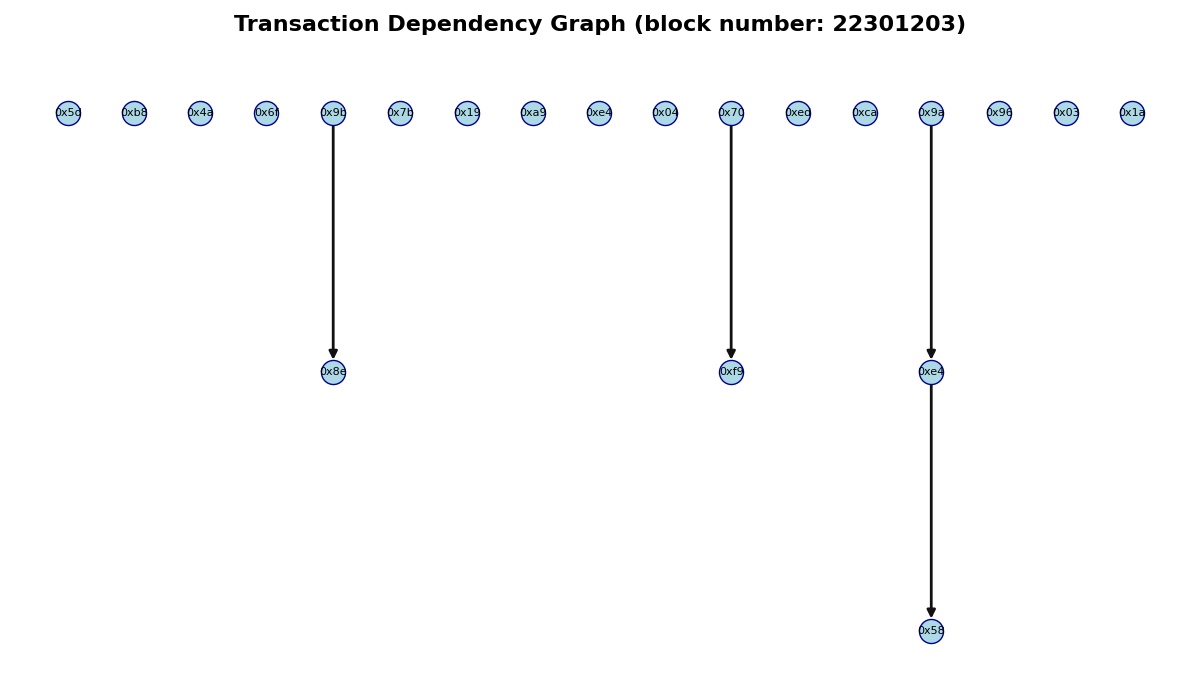 Transaction Dependency Graph (block number: 22301203)
0x5d 0xb8 0x4a 0x6f 0x9b 0x7b 0x19 0xa9 0xe4 0x04 0x70 0xed 0xca 0x9a 0x96 0x03 0x1a
0x8e 0xf9 0xe4
0x58